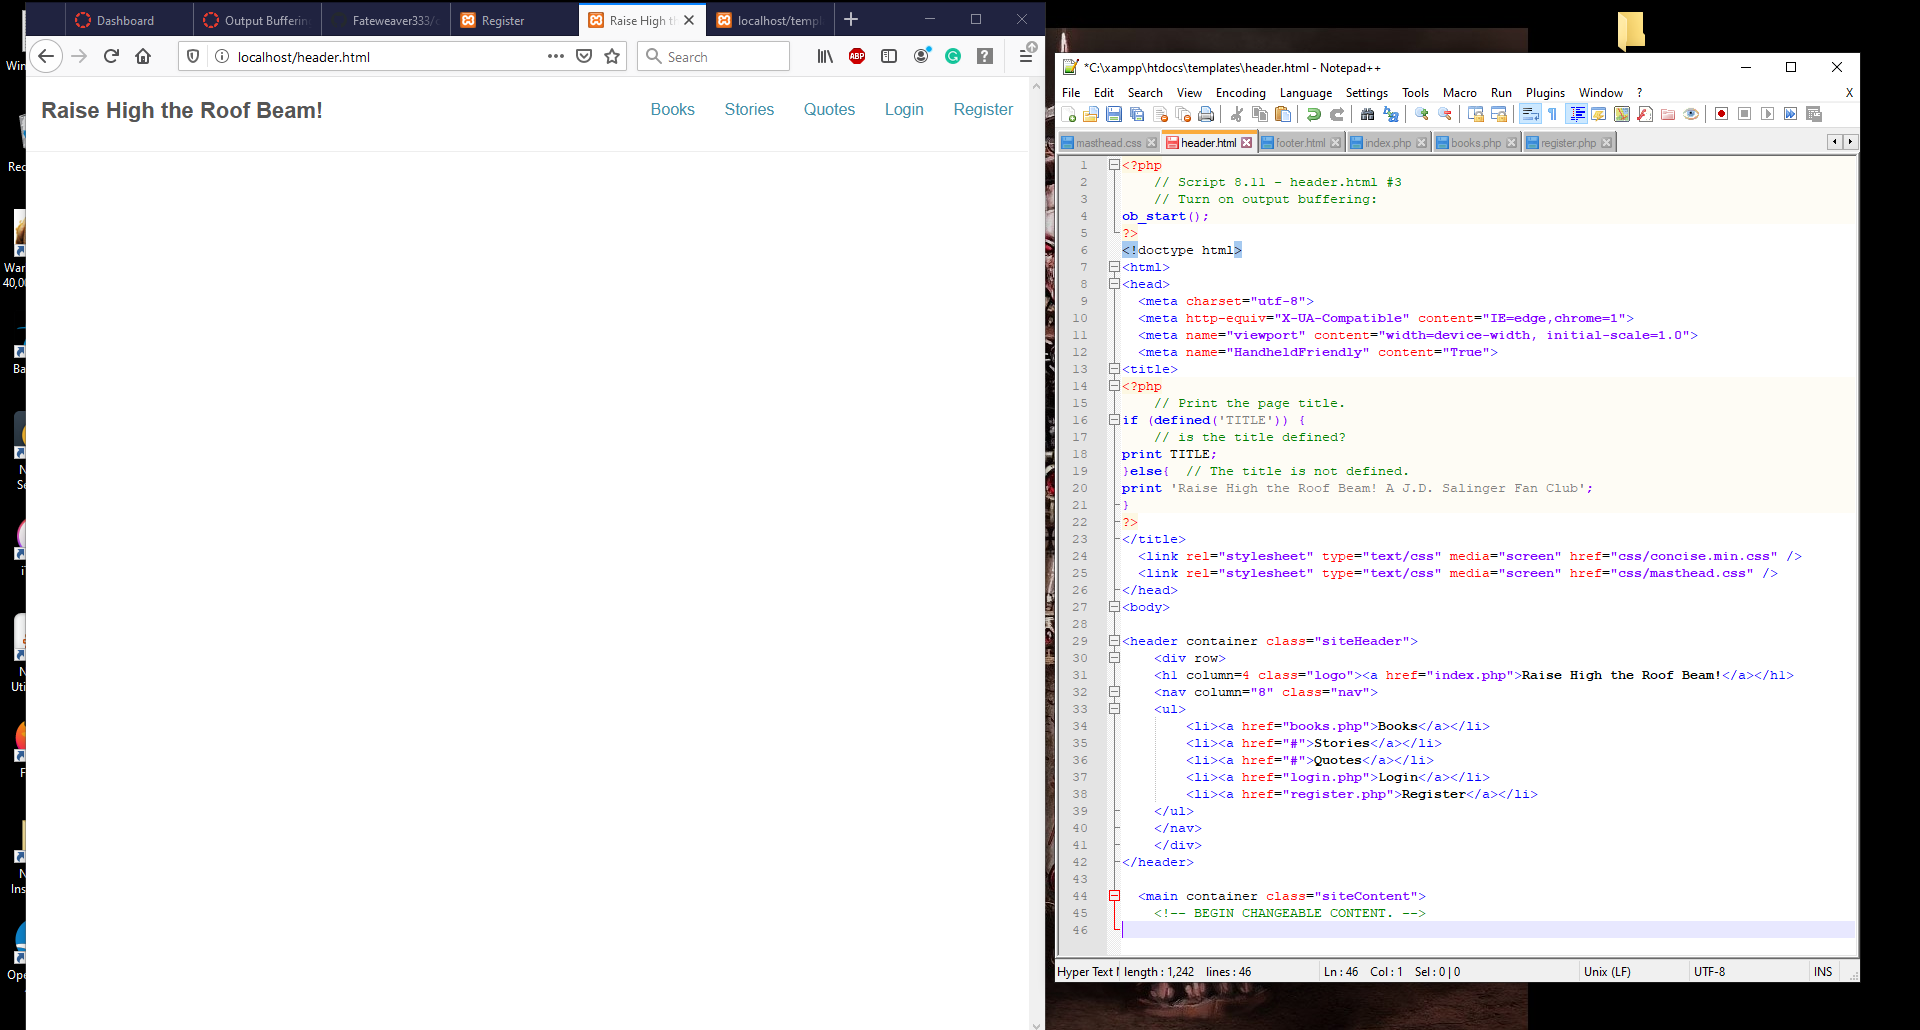 Dashboard
Output Bufferin
Fateweaver333/c
Register
Raise High t
localhost/templ
localhost/header.html
Search
ABP
Raise High the Roof Beam!
Books
Stories
Quotes
Login
Register
Win
Rec
War
40,00
Ba
N
Se
i
N
Uti
F
N
Ins
Ope
*C:\xampp\htdocs\templates\header.html - Notepad++
File Edit Search View Encoding Language Settings Tools Macro Run Plugins Window ? X
masthead.css header.html footer.html index.php books.php register.php
1 <?php
2 // Script 8.11 - header.html #3
3 // Turn on output buffering:
4 ob_start();
5 ?>
6 <!doctype html>
7 <html>
8 <head>
9 <meta charset="utf-8">
10 <meta http-equiv="X-UA-Compatible" content="IE=edge,chrome=1">
11 <meta name="viewport" content="width=device-width, initial-scale=1.0">
12 <meta name="HandheldFriendly" content="True">
13 <title>
14 <?php
15 // Print the page title.
16 if (defined('TITLE')) {
17 // is the title defined?
18 print TITLE;
19 }else{ // The title is not defined.
20 print 'Raise High the Roof Beam! A J.D. Salinger Fan Club';
21 }
22 ?>
23 </title>
24 <link rel="stylesheet" type="text/css" media="screen" href="css/concise.min.css" />
25 <link rel="stylesheet" type="text/css" media="screen" href="css/masthead.css" />
26 </head>
27 <body>
28
29 <header container class="siteHeader">
30 <div row>
31 <h1 column=4 class="logo"><a href="index.php">Raise High the Roof Beam!</a></h1>
32 <nav column="8" class="nav">
33 <ul>
34 <li><a href="books.php">Books</a></li>
35 <li><a href="#">Stories</a></li>
36 <li><a href="#">Quotes</a></li>
37 <li><a href="login.php">Login</a></li>
38 <li><a href="register.php">Register</a></li>
39 </ul>
40 </nav>
41 </div>
42 </header>
43
44 <main container class="siteContent">
45 <!-- BEGIN CHANGEABLE CONTENT. -->
46
Hyper Text M length : 1,242 lines : 46 Ln : 46 Col : 1 Sel : 0 | 0 Unix (LF) UTF-8 INS